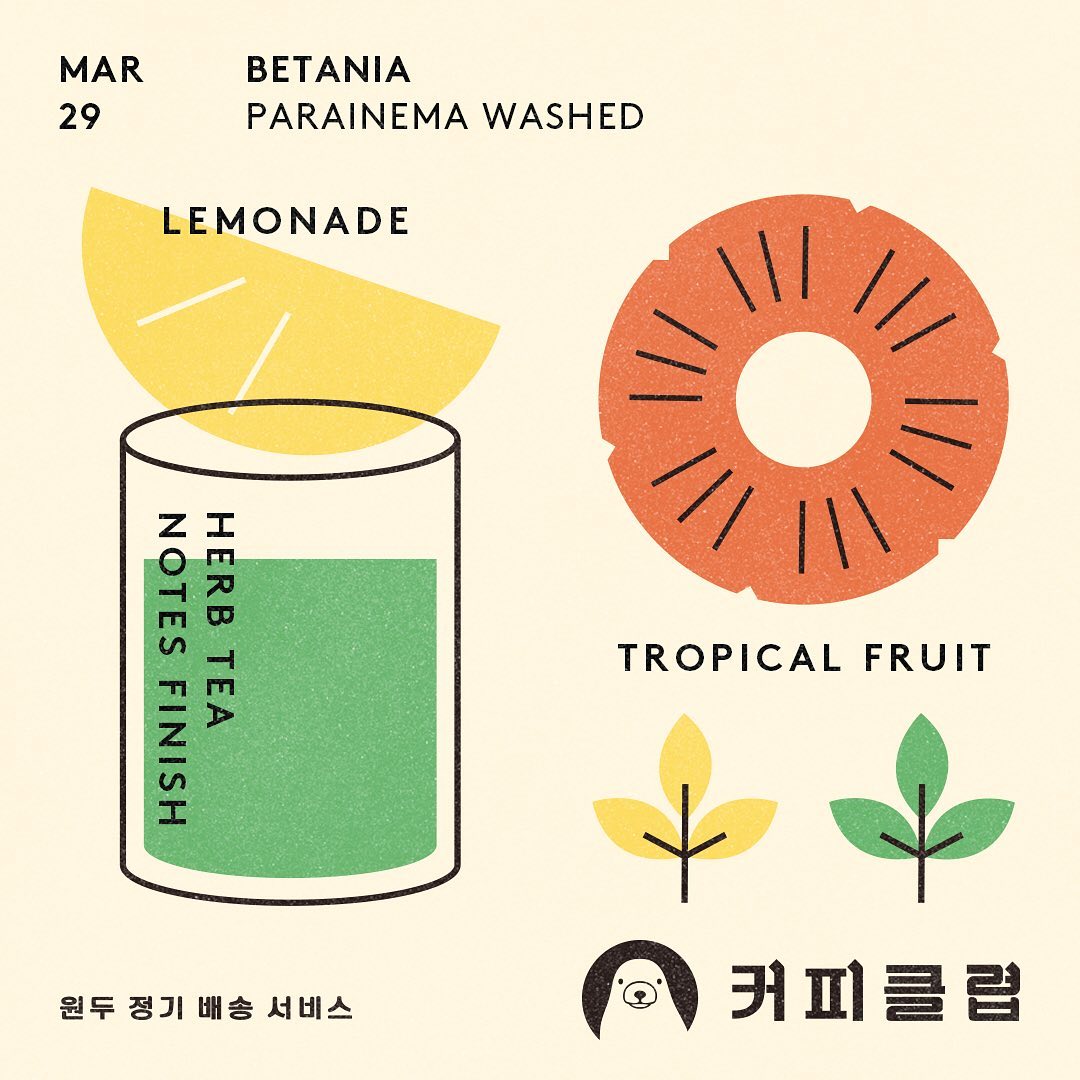 MAR
29
BETANIA
PARAINEMA WASHED
LEMONADE
HERB TEA
NOTES FINISH
TROPICAL FRUIT
원두 정기 배송 서비스
커피클럽